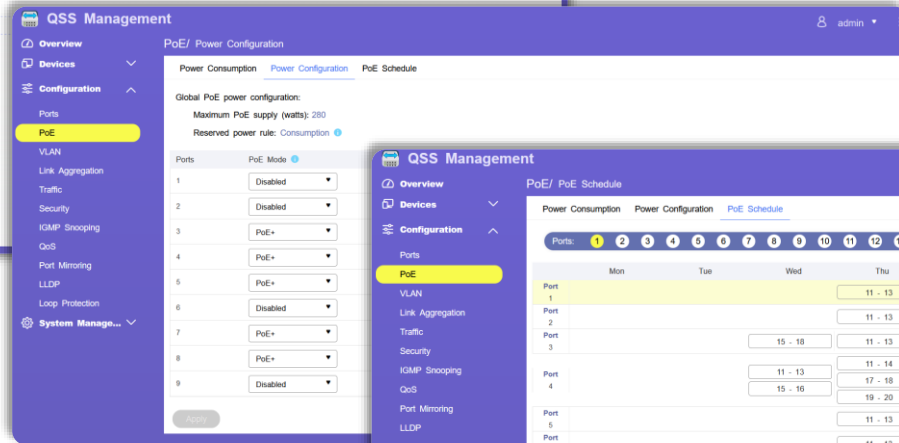 QSS Management
admin
Overview
Devices
Configuration
Ports
PoE
VLAN
Link Aggregation
Traffic
Security
IGMP Snooping
QoS
Port Mirroring
LLDP
Loop Protection
System Manage...
PoE/ Power Configuration
Power Consumption Power Configuration PoE Schedule
Global PoE power configuration:
Maximum PoE supply (watts): 280
Reserved power rule: Consumption
Ports PoE Mode
1 Disabled
2 Disabled
3 PoE+
4 PoE+
5 PoE+
6 Disabled
7 PoE+
8 PoE+
9 Disabled
Apply
QSS Management
Overview
Devices
Configuration
Ports
PoE
VLAN
Link Aggregation
Traffic
Security
IGMP Snooping
QoS
Port Mirroring
LLDP
PoE/ PoE Schedule
Power Consumption Power Configuration PoE Schedule
Ports: 1 2 3 4 5 6 7 8 9 10 11 12
Mon Tue Wed Thu
Port
1 11 - 13
Port
2 11 - 13
Port
3 15 - 18 11 - 13
11 - 14
Port 11 - 13
4 15 - 16 17 - 18
19 - 20
Port
5 11 - 13
Port